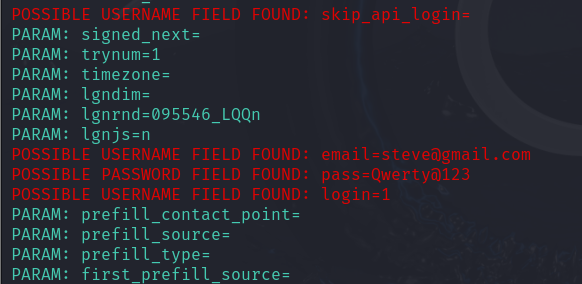 POSSIBLE USERNAME FIELD FOUND: skip_api_login=
PARAM: signed_next=
PARAM: trynum=1
PARAM: timezone=
PARAM: lgndim=
PARAM: lgnrnd=095546_LQQn
PARAM: lgnjs=n
POSSIBLE USERNAME FIELD FOUND: email=steve@gmail.com
POSSIBLE PASSWORD FIELD FOUND: pass=Qwerty@123
POSSIBLE USERNAME FIELD FOUND: login=1
PARAM: prefill_contact_point=
PARAM: prefill_source=
PARAM: prefill_type=
PARAM: first_prefill_source=